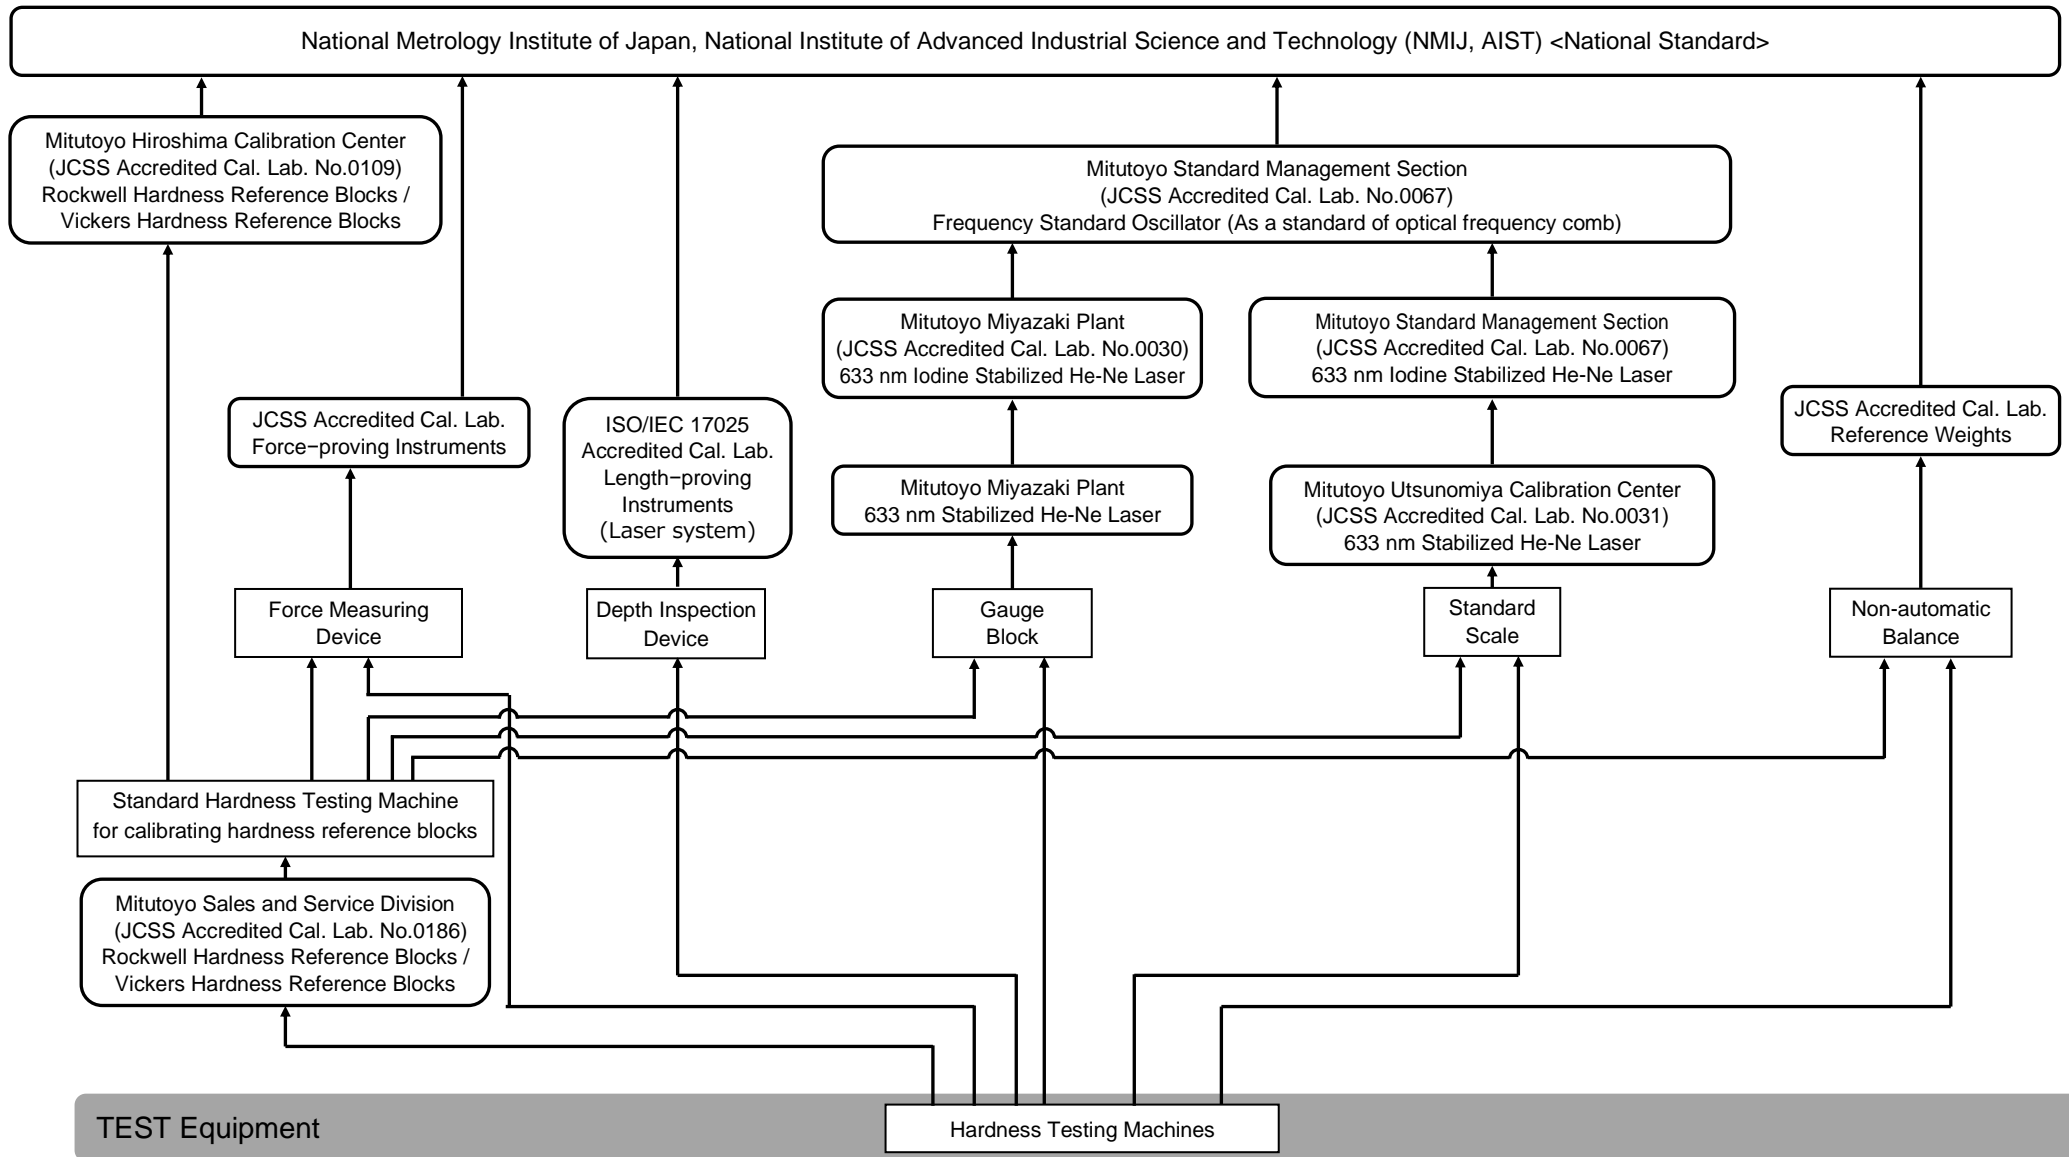 National Metrology Institute of Japan, National Institute of Advanced Industrial Science and Technology (NMIJ, AIST) <National Standard>
Mitutoyo Hiroshima Calibration Center
(JCSS Accredited Cal. Lab. No.0109)
Rockwell Hardness Reference Blocks /
Vickers Hardness Reference Blocks
Mitutoyo Standard Management Section
(JCSS Accredited Cal. Lab. No.0067)
Frequency Standard Oscillator (As a standard of optical frequency comb)
Mitutoyo Miyazaki Plant
(JCSS Accredited Cal. Lab. No.0030)
633 nm Iodine Stabilized He-Ne Laser
Mitutoyo Standard Management Section
(JCSS Accredited Cal. Lab. No.0067)
633 nm Iodine Stabilized He-Ne Laser
JCSS Accredited Cal. Lab.
Force−proving Instruments
ISO/IEC 17025
Accredited Cal. Lab.
Length−proving
Instruments
(Laser system)
JCSS Accredited Cal. Lab.
Reference Weights
Mitutoyo Miyazaki Plant
633 nm Stabilized He-Ne Laser
Mitutoyo Utsunomiya Calibration Center
(JCSS Accredited Cal. Lab. No.0031)
633 nm Stabilized He-Ne Laser
Force Measuring
Device
Depth Inspection
Device
Gauge
Block
Standard
Scale
Non-automatic
Balance
Standard Hardness Testing Machine
for calibrating hardness reference blocks
Mitutoyo Sales and Service Division
(JCSS Accredited Cal. Lab. No.0186)
Rockwell Hardness Reference Blocks /
Vickers Hardness Reference Blocks
TEST Equipment
Hardness Testing Machines